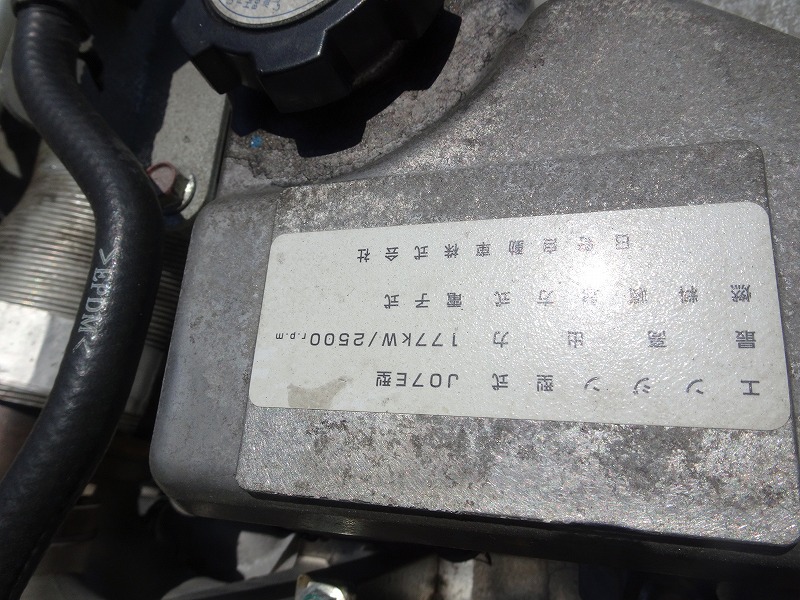 エンジン型式 J07E型
最高出力 177kW/2500r.p.m
燃料噴射方式 電子式
日野自動車株式会社
>EPDM<